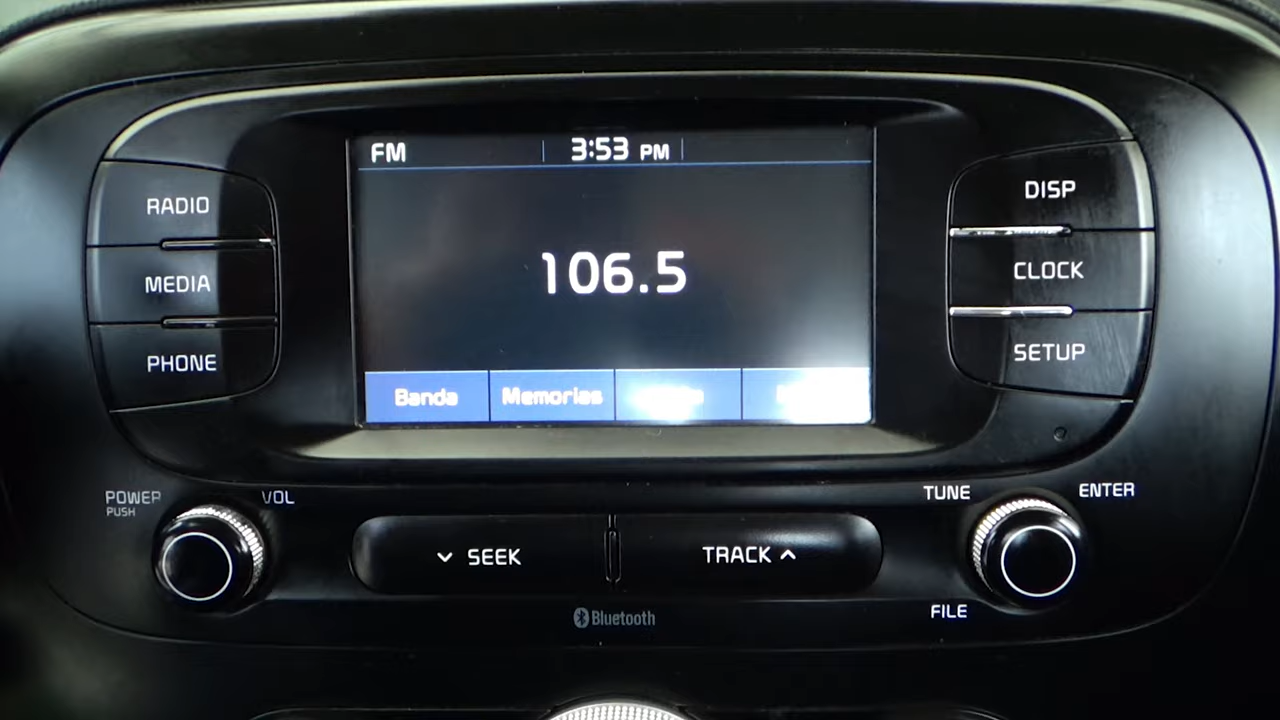 FM 3:53 PM
RADIO
MEDIA
PHONE
106.5
DISP
CLOCK
SETUP
Banda Memorias
POWER
PUSH
VOL
SEEK
TRACK
TUNE
ENTER
FILE
Bluetooth